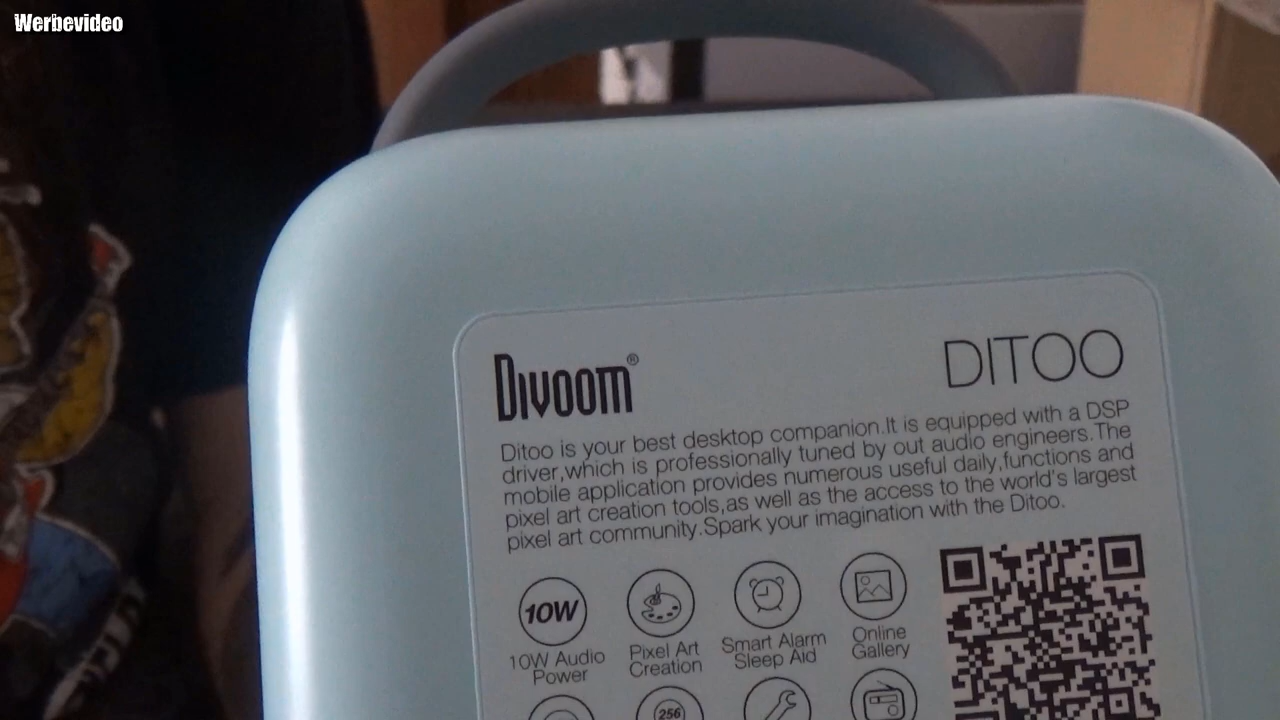 Werbevideo
Divoom®
DITOO
Ditoo is your best desktop companion.It is equipped with a DSP
driver,which is professionally tuned by out audio engineers.The
mobile application provides numerous useful daily,functions and
pixel art creation tools,as well as the access to the world's largest
pixel art community.Spark your imagination with the Ditoo.
10W
10W Audio
Power
Pixel Art
Creation
Smart Alarm
Sleep Aid
Online
Gallery
256